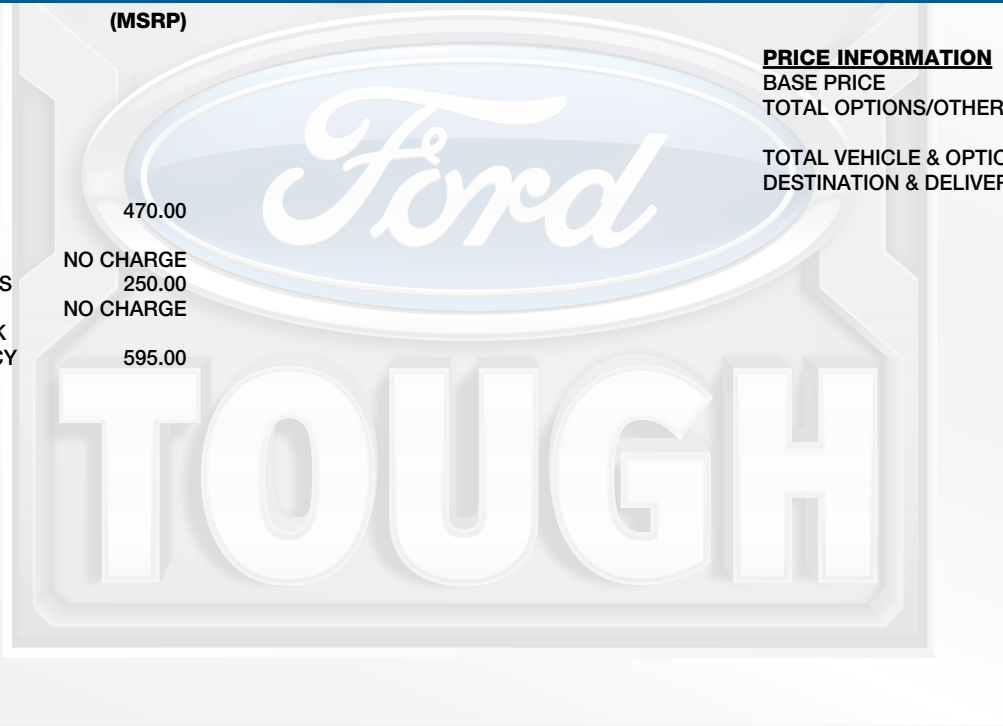 (MSRP)
470.00
NO CHARGE
S 250.00
NO CHARGE
K
CY 595.00
PRICE INFORMATION
BASE PRICE
TOTAL OPTIONS/OTHER
TOTAL VEHICLE & OPTIO
DESTINATION & DELIVER
Ford
TOUGH